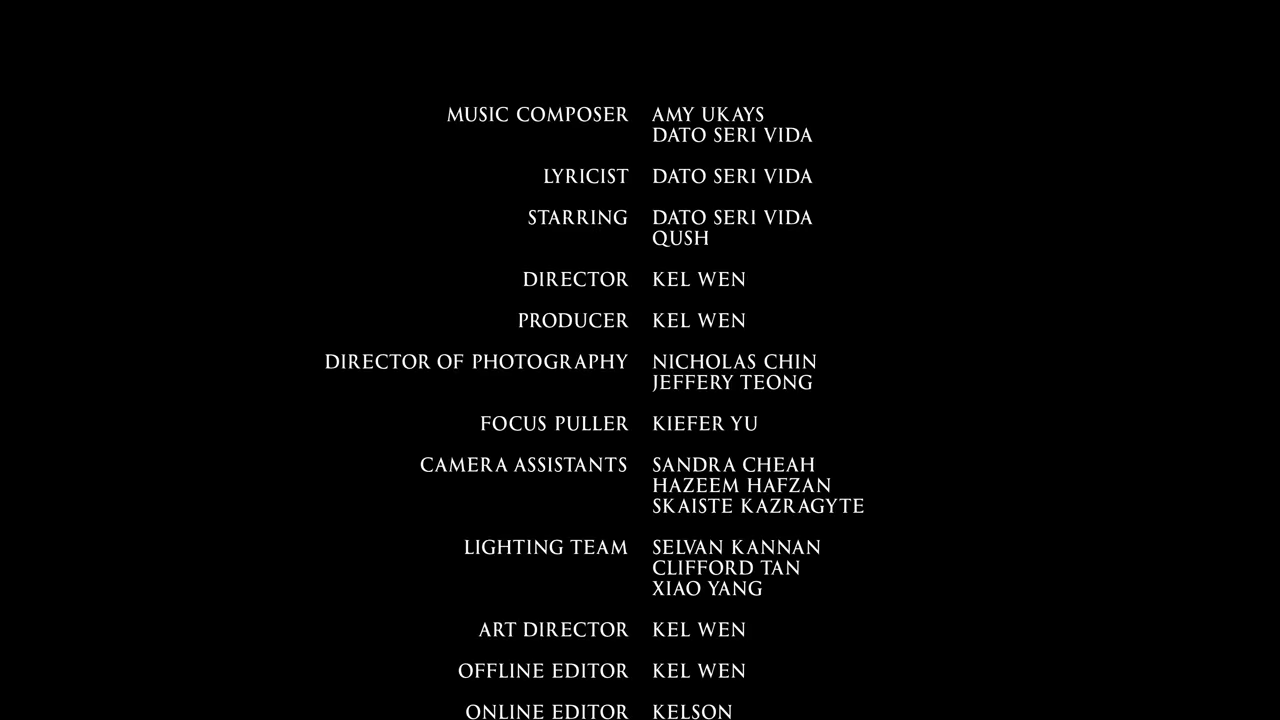 MUSIC COMPOSER AMY UKAYS
DATO SERI VIDA
LYRICIST DATO SERI VIDA
STARRING DATO SERI VIDA
QUSH
DIRECTOR KEL WEN
PRODUCER KEL WEN
DIRECTOR OF PHOTOGRAPHY NICHOLAS CHIN
JEFFERY TEONG
FOCUS PULLER KIEFER YU
CAMERA ASSISTANTS SANDRA CHEAH
HAZEEM HAFZAN
SKAISTE KAZRAGYTE
LIGHTING TEAM SELVAN KANNAN
CLIFFORD TAN
XIAO YANG
ART DIRECTOR KEL WEN
OFFLINE EDITOR KEL WEN
ONLINE EDITOR KELSON